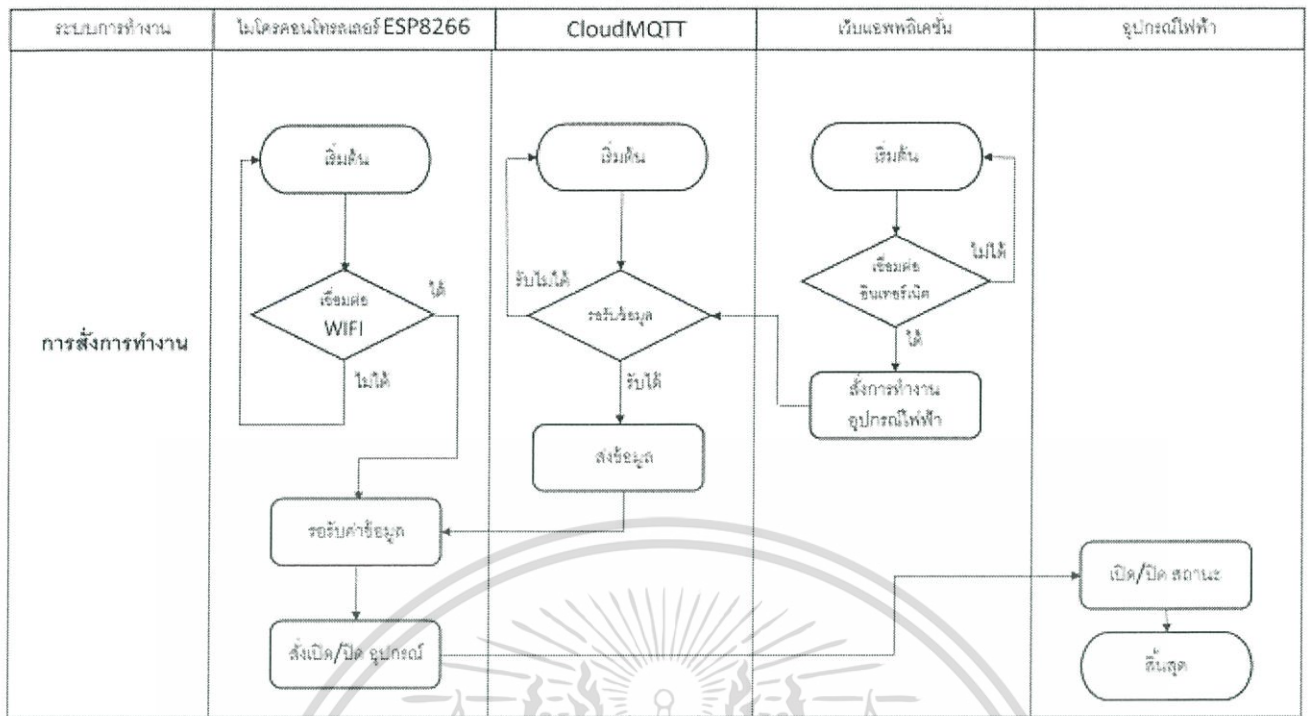 ระบบการทำงาน
ไมโครคอนโทรลเลอร์ ESP8266
CloudMQTT
เว็บแอพพลิเคชั่น
อุปกรณ์ไฟฟ้า
การสั่งการทำงาน
เริ่มต้น
เชื่อมต่อ
WIFI
ได้
ไม่ได้
รอรับค่าข้อมูล
สั่งเปิด/ปิด อุปกรณ์
เริ่มต้น
รับไม่ได้
รอรับข้อมูล
รับได้
ส่งข้อมูล
เริ่มต้น
ไม่ได้
เชื่อมต่อ
อินเทอร์เน็ต
ได้
สั่งการทำงาน
อุปกรณ์ไฟฟ้า
เปิด/ปิด สถานะ
สิ้นสุด